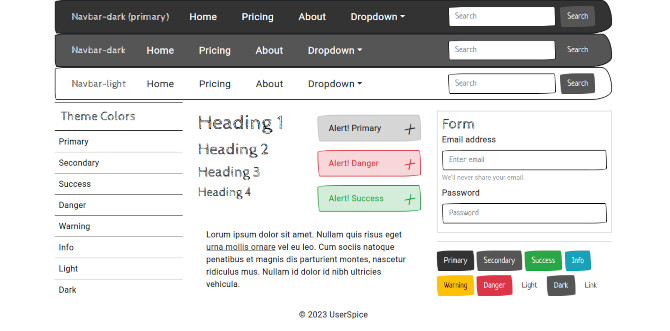 Navbar-dark (primary) Home Pricing About Dropdown Search Search
Navbar-dark Home Pricing About Dropdown Search Search
Navbar-light Home Pricing About Dropdown Search Search
Theme Colors
Primary
Secondary
Success
Danger
Warning
Info
Light
Dark
Heading 1
Heading 2
Heading 3
Heading 4
Alert! Primary
Alert! Danger
Alert! Success
Lorum ipsum dolor sit amet. Nullam quis risus eget
urna mollis ornare vel eu leo. Cum sociis natoque
penatibus et magnis dis parturient montes, nascetur
ridiculus mus. Nullam id dolor id nibh ultricies
vehicula.
Form
Email address
Enter email
We'll never share your email.
Password
Password
Primary Secondary Success Info
Warning Danger Light Dark Link
© 2023 UserSpice